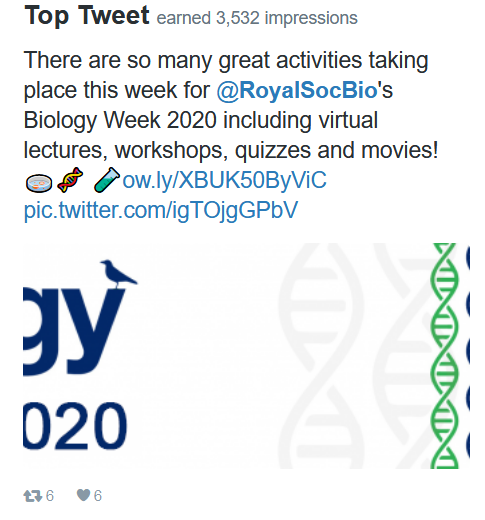 Top Tweet earned 3,532 impressions
There are so many great activities taking
place this week for @RoyalSocBio's
Biology Week 2020 including virtual
lectures, workshops, quizzes and movies!
🧫🧬 🧪ow.ly/XBUK50ByViC
pic.twitter.com/igTOjgGPbV
gy
020
6 6